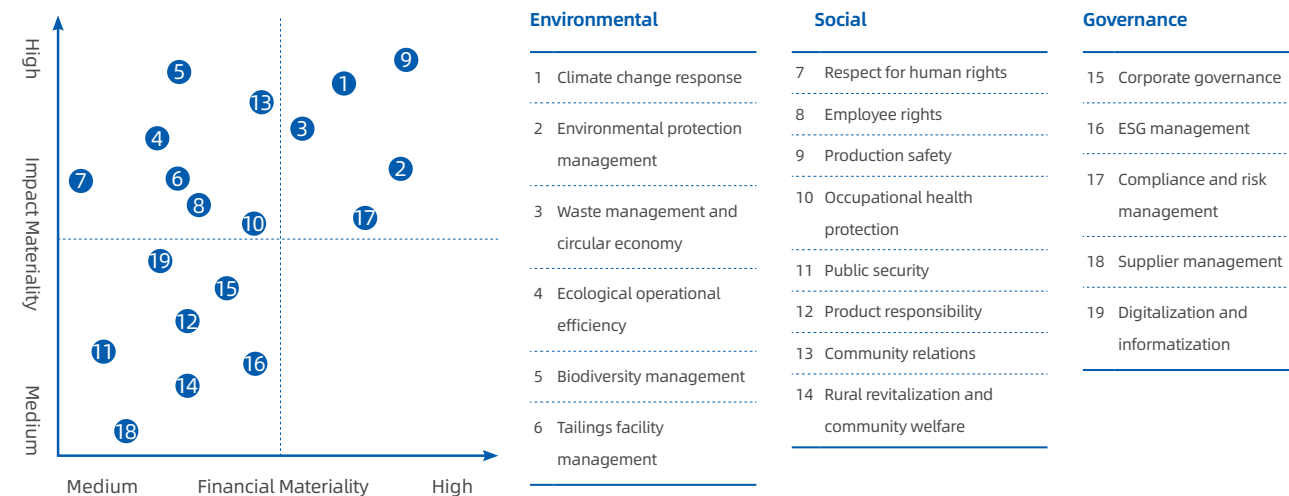 High
Impact Materiality
Medium
5
9
1
13
3
4
2
7
6
8
10
17
19
15
12
11
16
14
18
Medium
Financial Materiality
High
Environmental
1 Climate change response
2 Environmental protection
management
3 Waste management and
circular economy
4 Ecological operational
efficiency
5 Biodiversity management
6 Tailings facility
management
Social
7 Respect for human rights
8 Employee rights
9 Production safety
10 Occupational health
protection
11 Public security
12 Product responsibility
13 Community relations
14 Rural revitalization and
community welfare
Governance
15 Corporate governance
16 ESG management
17 Compliance and risk
management
18 Supplier management
19 Digitalization and
informatization